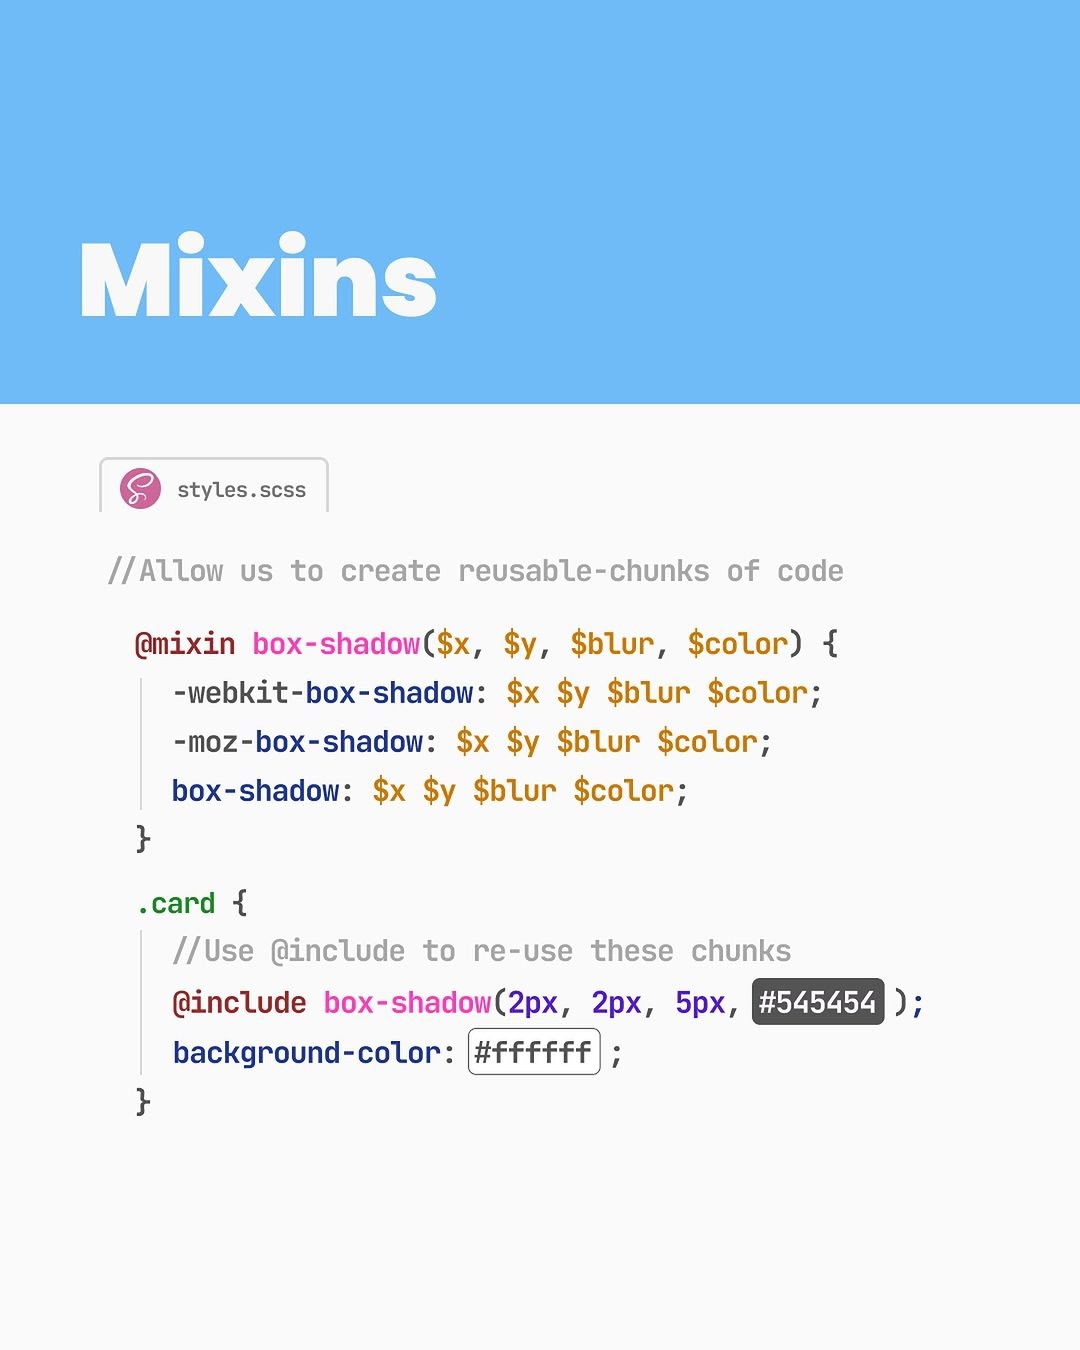 Mixins
styles.scss
//Allow us to create reusable-chunks of code
@mixin box-shadow($x, $y, $blur, $color) {
-webkit-box-shadow: $x $y $blur $color;
-moz-box-shadow: $x $y $blur $color;
box-shadow: $x $y $blur $color;
}
.card {
//Use @include to re-use these chunks
@include box-shadow(2px, 2px, 5px, #545454 );
background-color: #ffffff ;
}